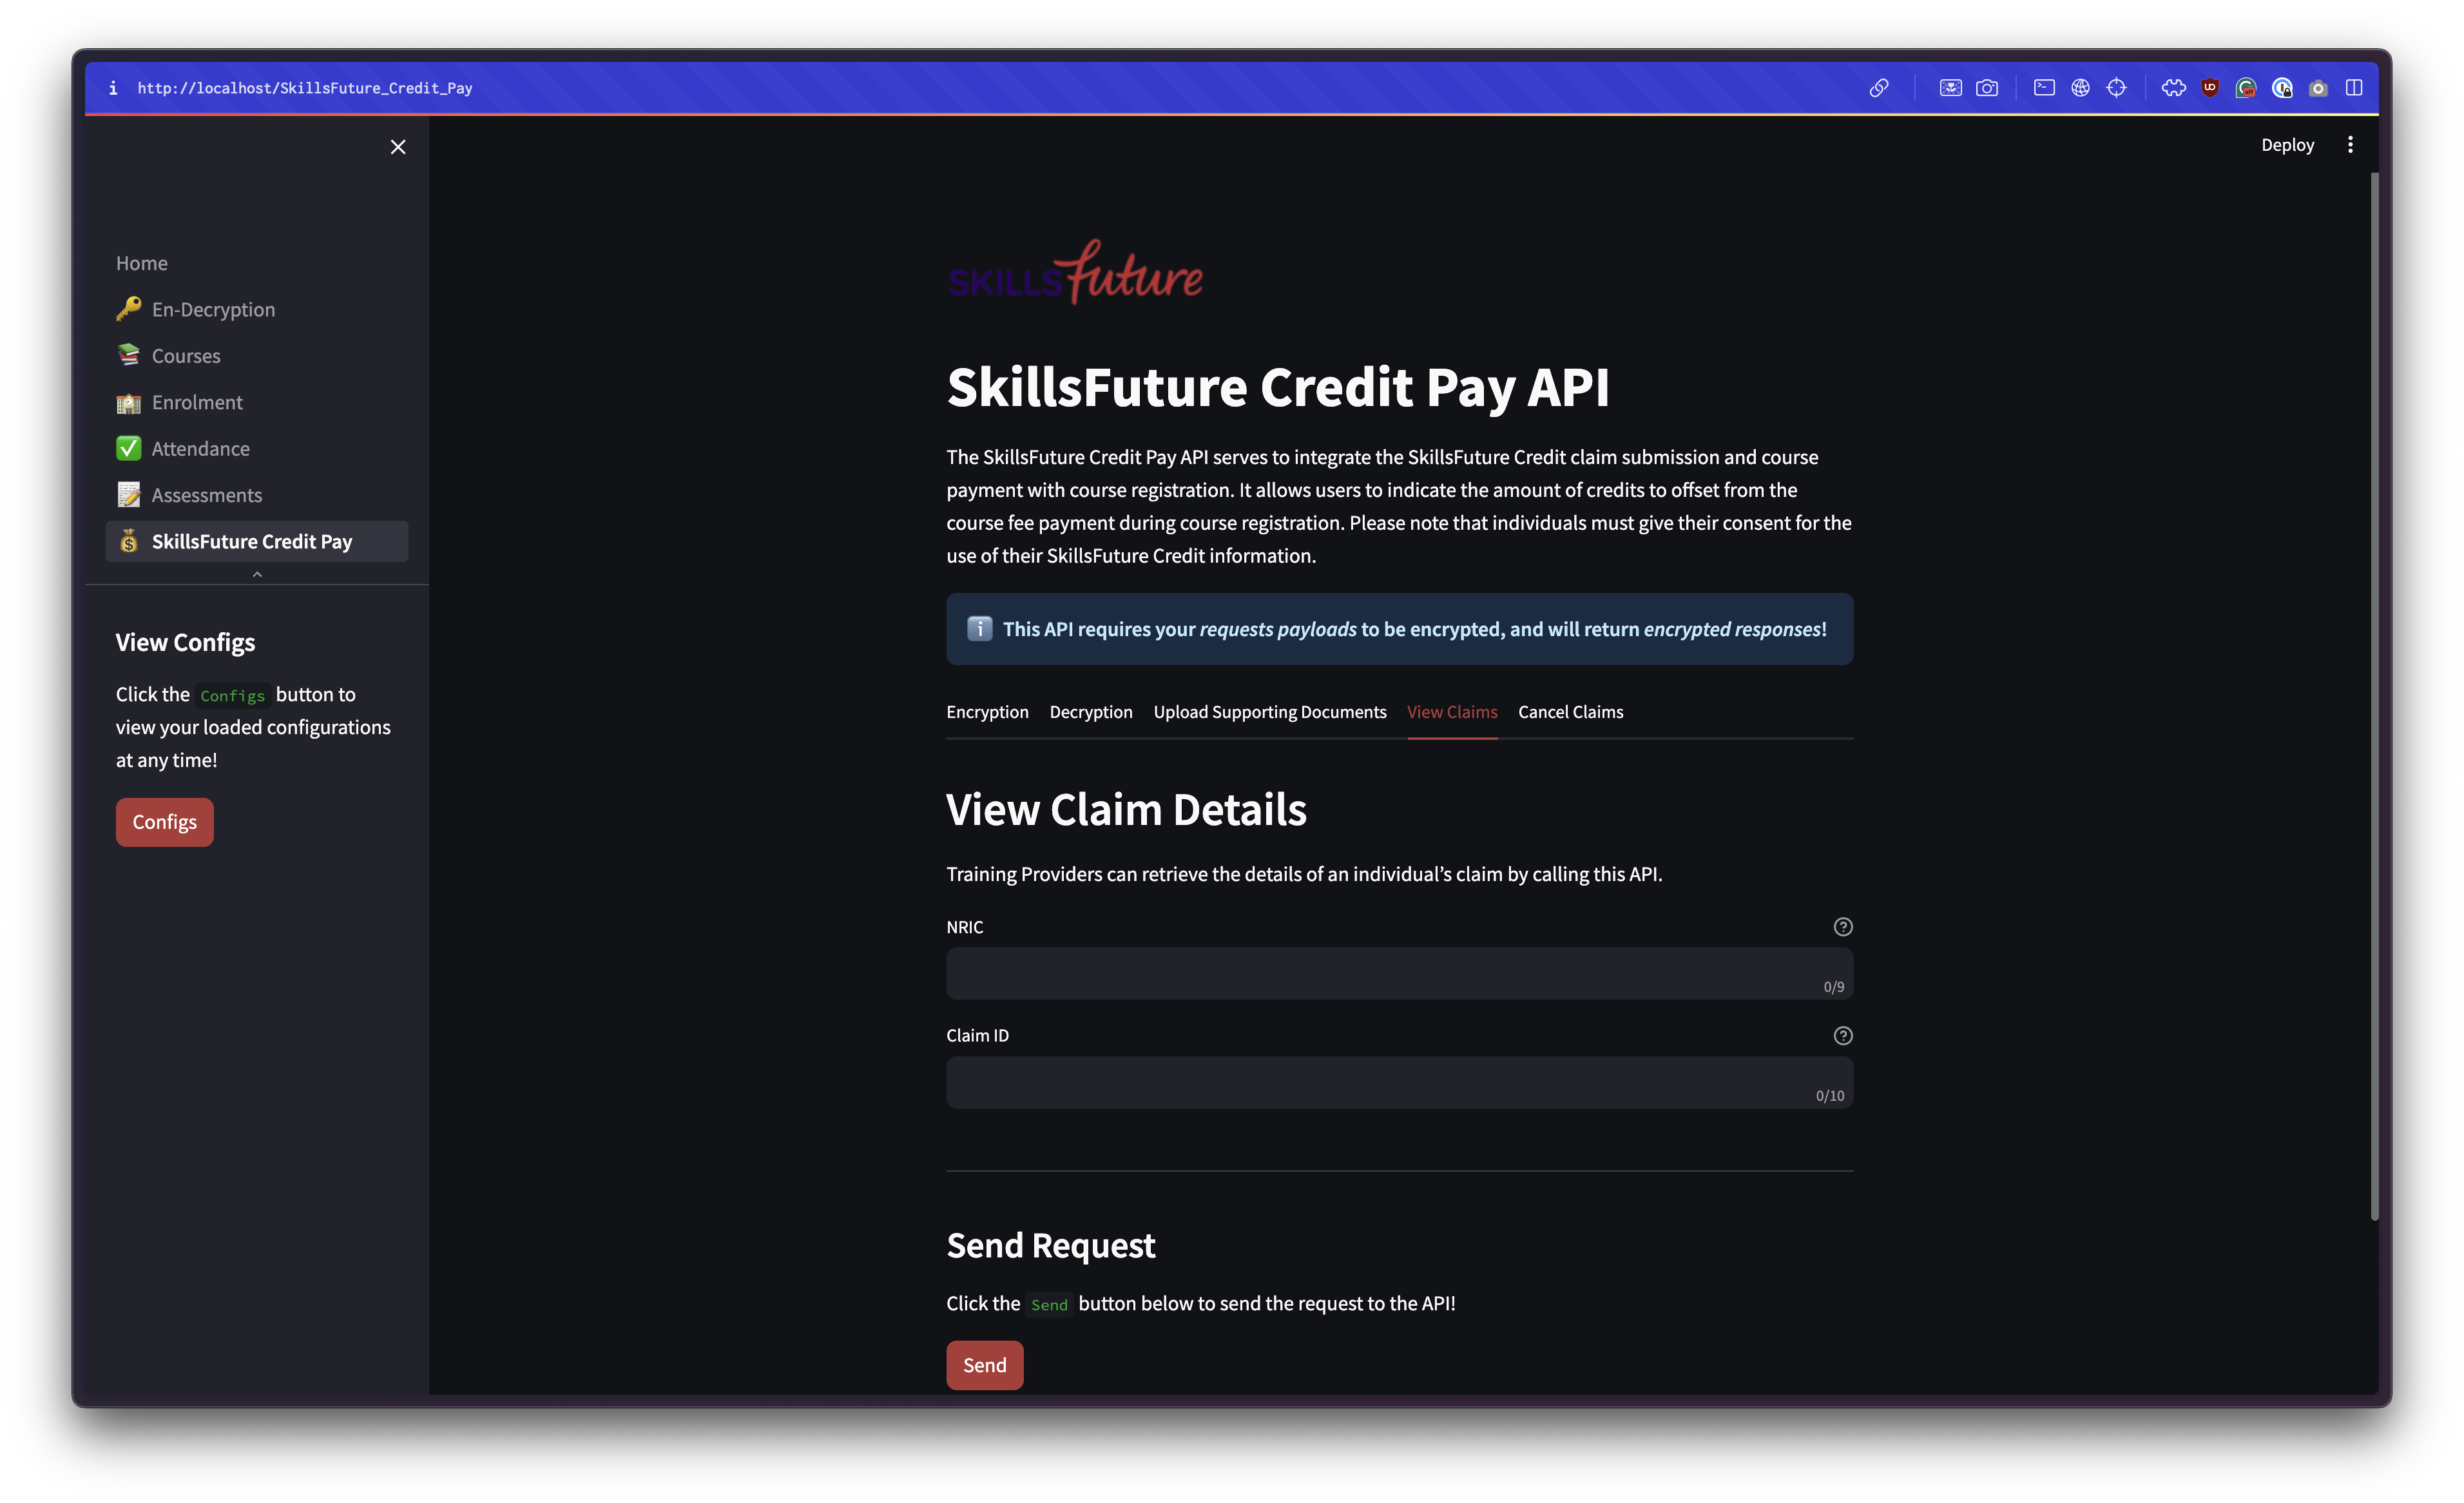 http://localhost/SkillsFuture_Credit_Pay
Deploy
Home
En-Decryption
Courses
Enrolment
Attendance
Assessments
SkillsFuture Credit Pay
View Configs
Click the Configs button to
view your loaded configurations
at any time!
Configs
SKILLSfuture
SkillsFuture Credit Pay API
The SkillsFuture Credit Pay API serves to integrate the SkillsFuture Credit claim submission and course
payment with course registration. It allows users to indicate the amount of credits to offset from the
course fee payment during course registration. Please note that individuals must give their consent for the
use of their SkillsFuture Credit information.
This API requires your requests payloads to be encrypted, and will return encrypted responses!
Encryption Decryption Upload Supporting Documents View Claims Cancel Claims
View Claim Details
Training Providers can retrieve the details of an individual’s claim by calling this API.
NRIC
0/9
Claim ID
0/10
Send Request
Click the Send button below to send the request to the API!
Send